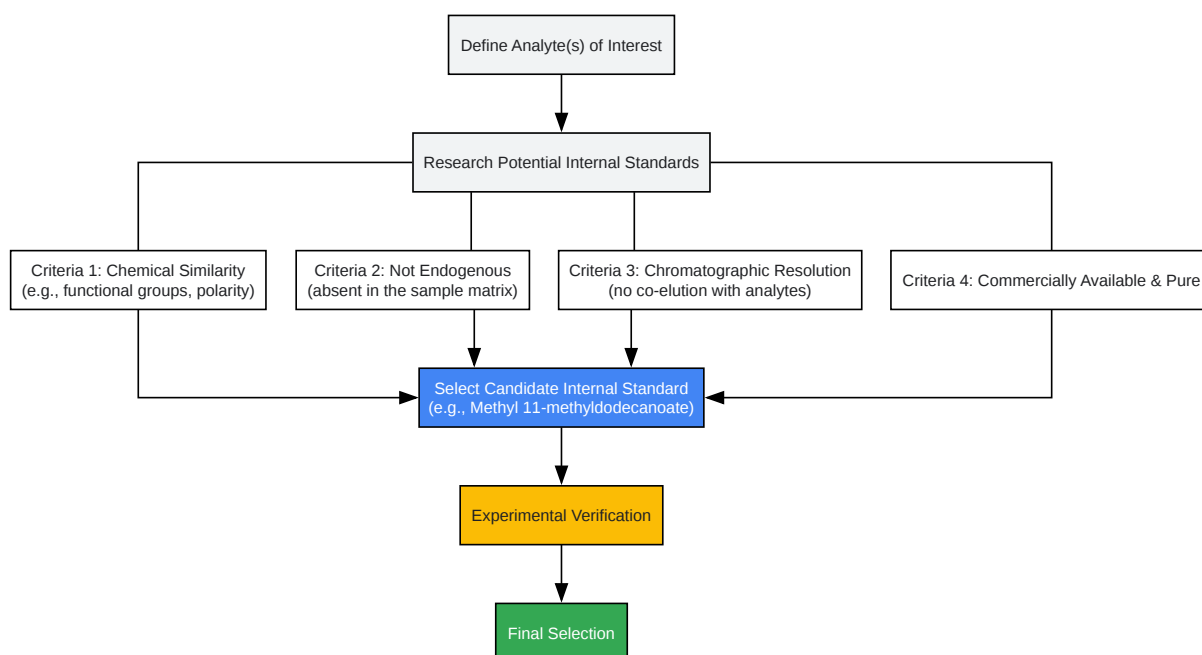 Define Analyte(s) of Interest
Research Potential Internal Standards
Criteria 1: Chemical Similarity
(e.g., functional groups, polarity)
Criteria 2: Not Endogenous
(absent in the sample matrix)
Criteria 3: Chromatographic Resolution
(no co-elution with analytes)
Criteria 4: Commercially Available & Pure
Select Candidate Internal Standard
(e.g., Methyl 11-methyldodecanoate)
Experimental Verification
Final Selection